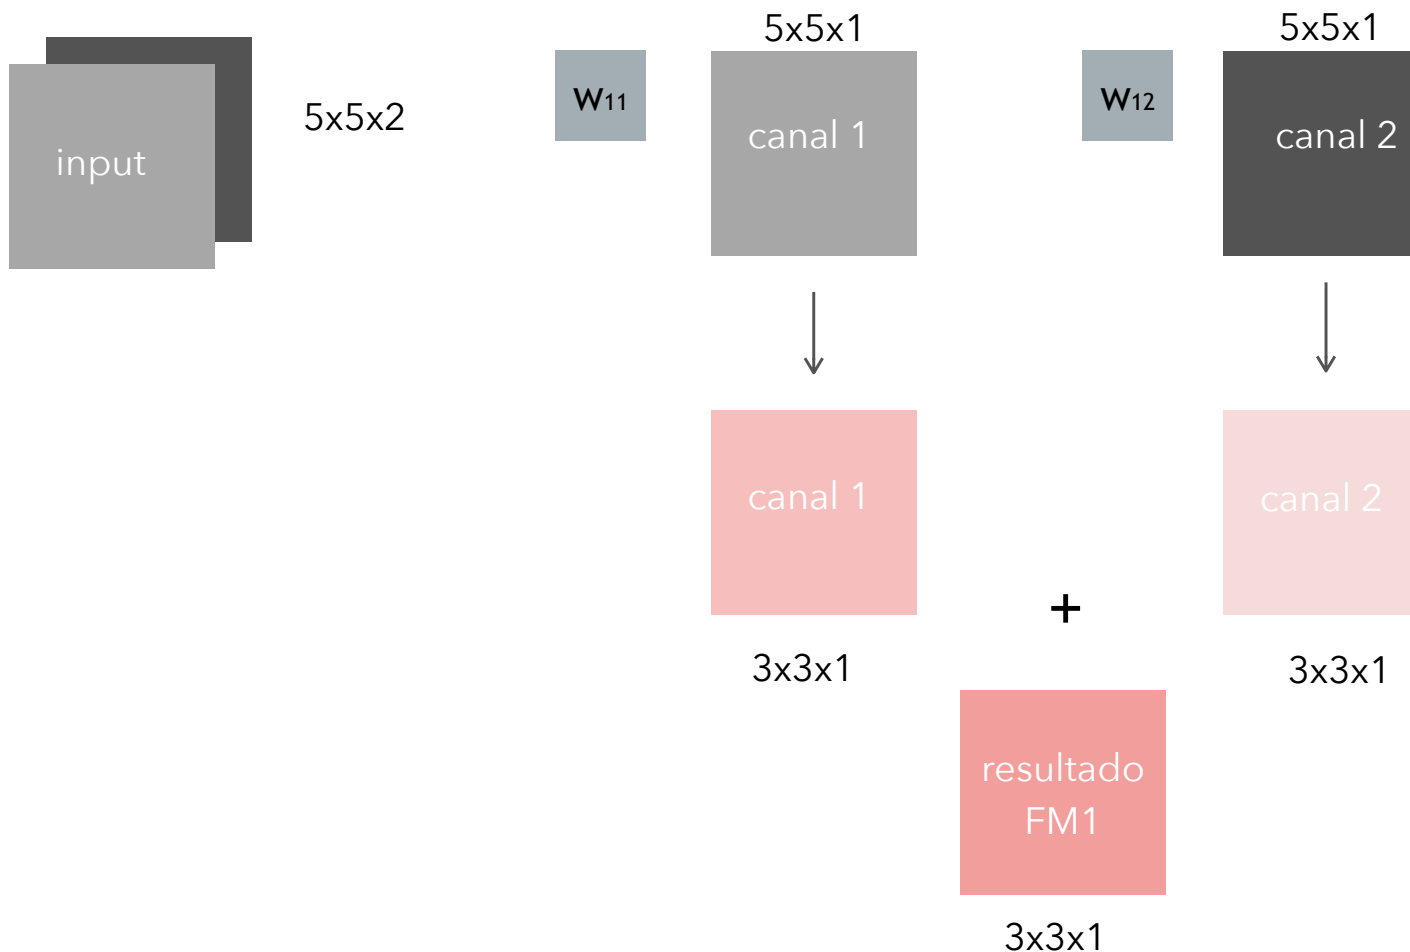 input
5x5x2
w11
5x5x1
canal 1
w12
5x5x1
canal 2
canal 1
canal 2
+
3x3x1
3x3x1
resultado
FM1
3x3x1